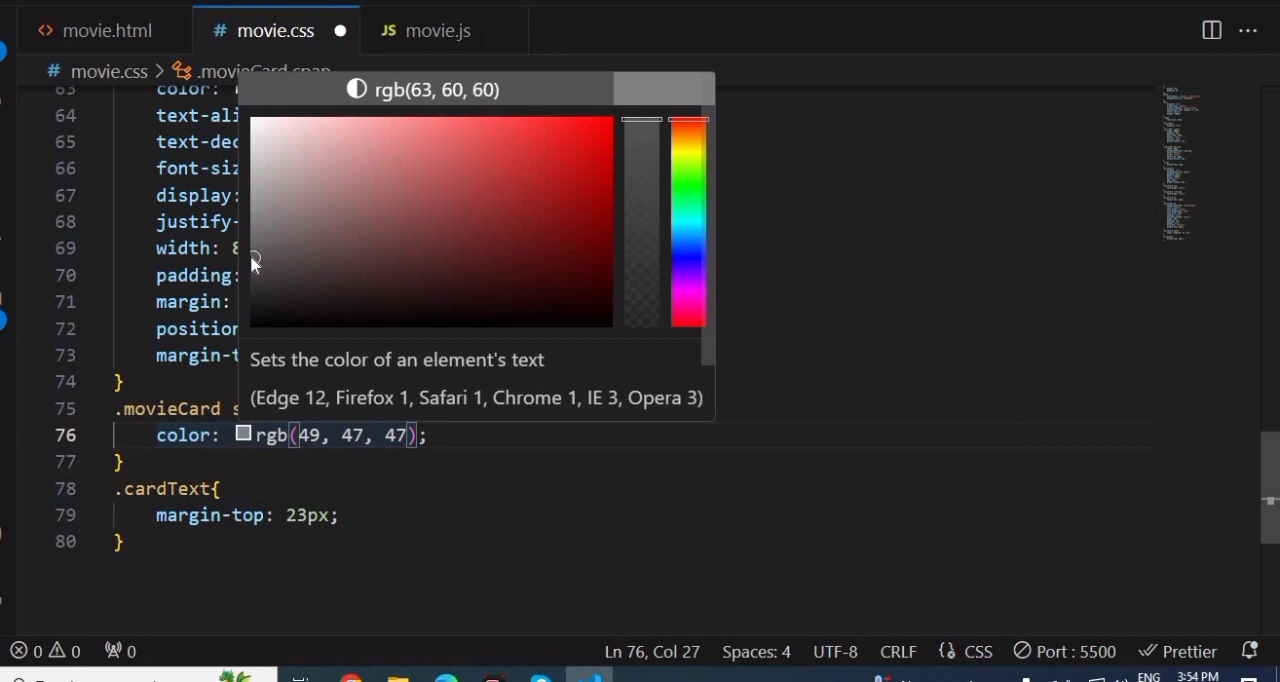 <> movie.html # movie.css JS movie.js ...
# movie.css > .movieCard span
rgb(63, 60, 60)
63 color:
64 text-ali
65 text-dec
66 font-siz
67 display:
68 justify-
69 width: 8
70 padding:
71 margin:
72 position
73 margin-t
Sets the color of an element's text
(Edge 12, Firefox 1, Safari 1, Chrome 1, IE 3, Opera 3)
74 }
75 .movieCard s
76 color: rgb(49, 47, 47);
77 }
78 .cardText{
79 margin-top: 23px;
80 }
0 0 0 Ln 76, Col 27 Spaces: 4 UTF-8 CRLF {} CSS Port : 5500 Prettier
ENG 3:54 PM